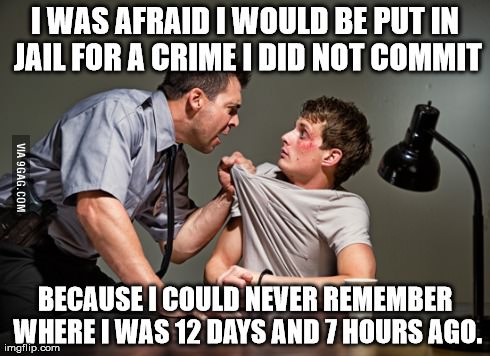 I WAS AFRAID I WOULD BE PUT IN
JAIL FOR A CRIME I DID NOT COMMIT
VIA 9GAG.COM
BECAUSE I COULD NEVER REMEMBER
WHERE I WAS 12 DAYS AND 7 HOURS AGO.
imgflip.com